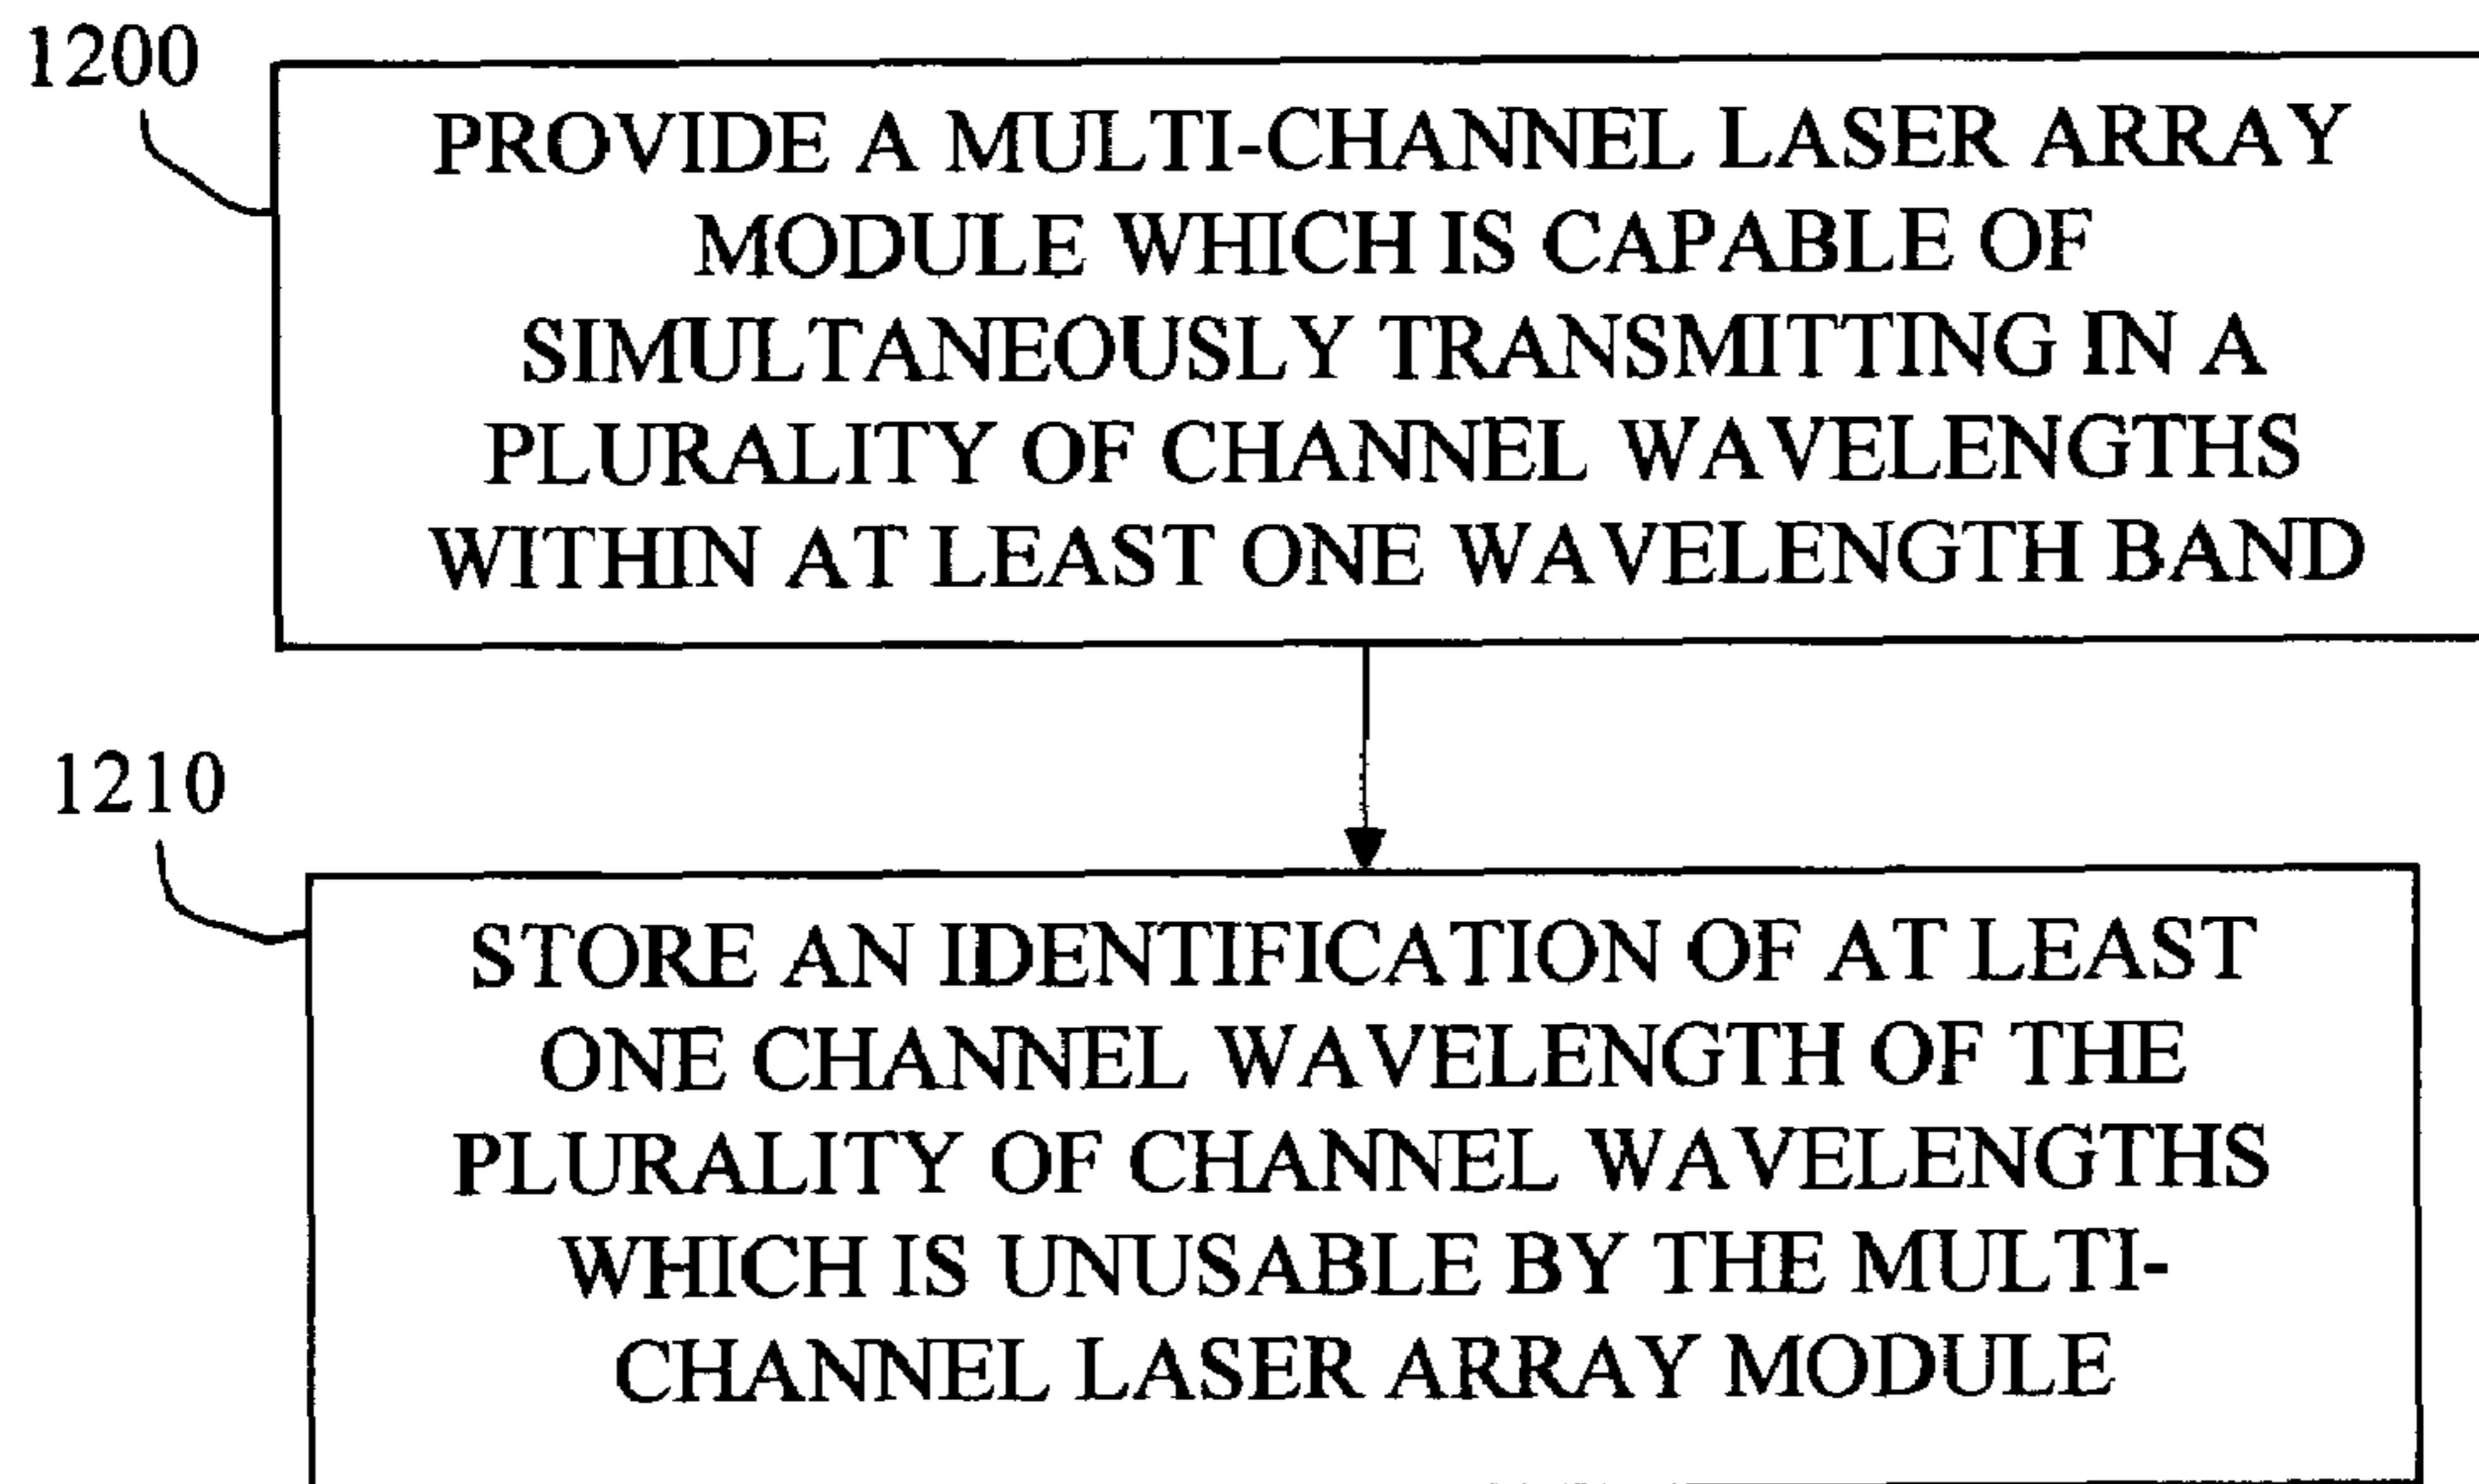 1200
PROVIDE A MULTI-CHANNEL LASER ARRAY
MODULE WHICH IS CAPABLE OF
SIMULTANEOUSLY TRANSMITTING IN A
PLURALITY OF CHANNEL WAVELENGTHS
WITHIN AT LEAST ONE WAVELENGTH BAND
1210
STORE AN IDENTIFICATION OF AT LEAST
ONE CHANNEL WAVELENGTH OF THE
PLURALITY OF CHANNEL WAVELENGTHS
WHICH IS UNUSABLE BY THE MULTI-
CHANNEL LASER ARRAY MODULE